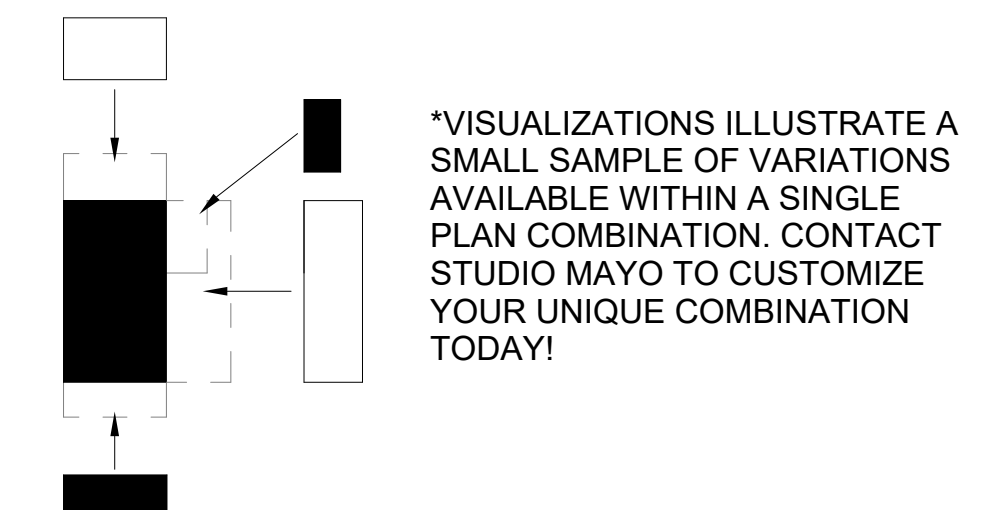 *VISUALIZATIONS ILLUSTRATE A
SMALL SAMPLE OF VARIATIONS
AVAILABLE WITHIN A SINGLE
PLAN COMBINATION. CONTACT
STUDIO MAYO TO CUSTOMIZE
YOUR UNIQUE COMBINATION
TODAY!